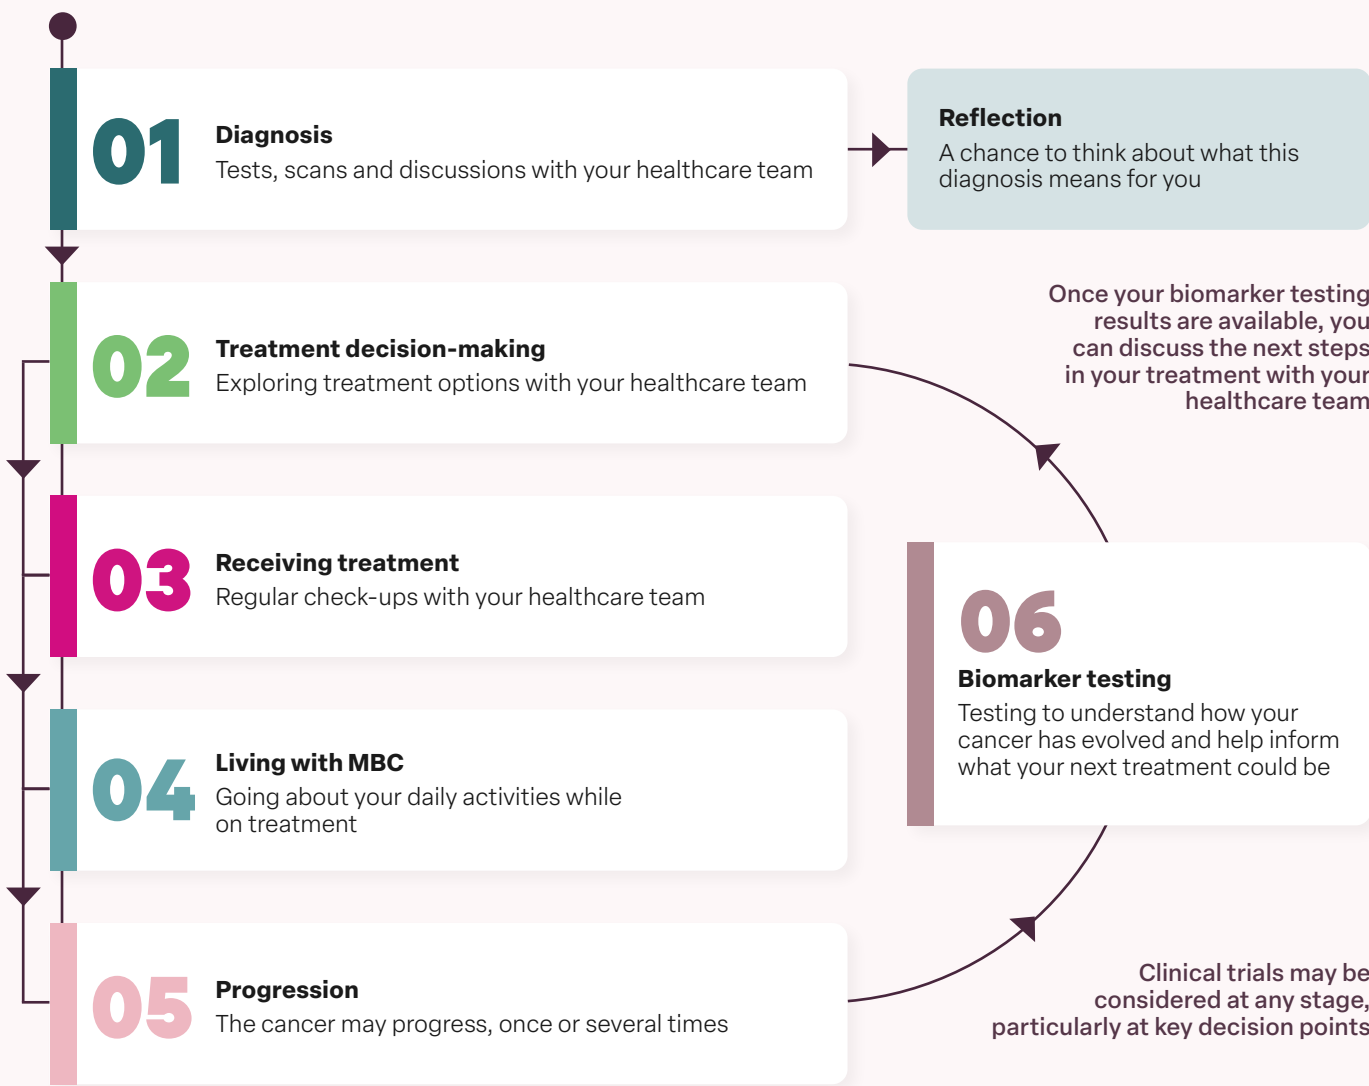 01
Diagnosis
Tests, scans and discussions with your healthcare team
Reflection
A chance to think about what this
diagnosis means for you
02
Treatment decision-making
Exploring treatment options with your healthcare team
Once your biomarker testing
results are available, you
can discuss the next steps
in your treatment with your
healthcare team
03
Receiving treatment
Regular check-ups with your healthcare team
06
Biomarker testing
Testing to understand how your
cancer has evolved and help inform
what your next treatment could be
04
Living with MBC
Going about your daily activities while
on treatment
05
Progression
The cancer may progress, once or several times
Clinical trials may be
considered at any stage,
particularly at key decision points